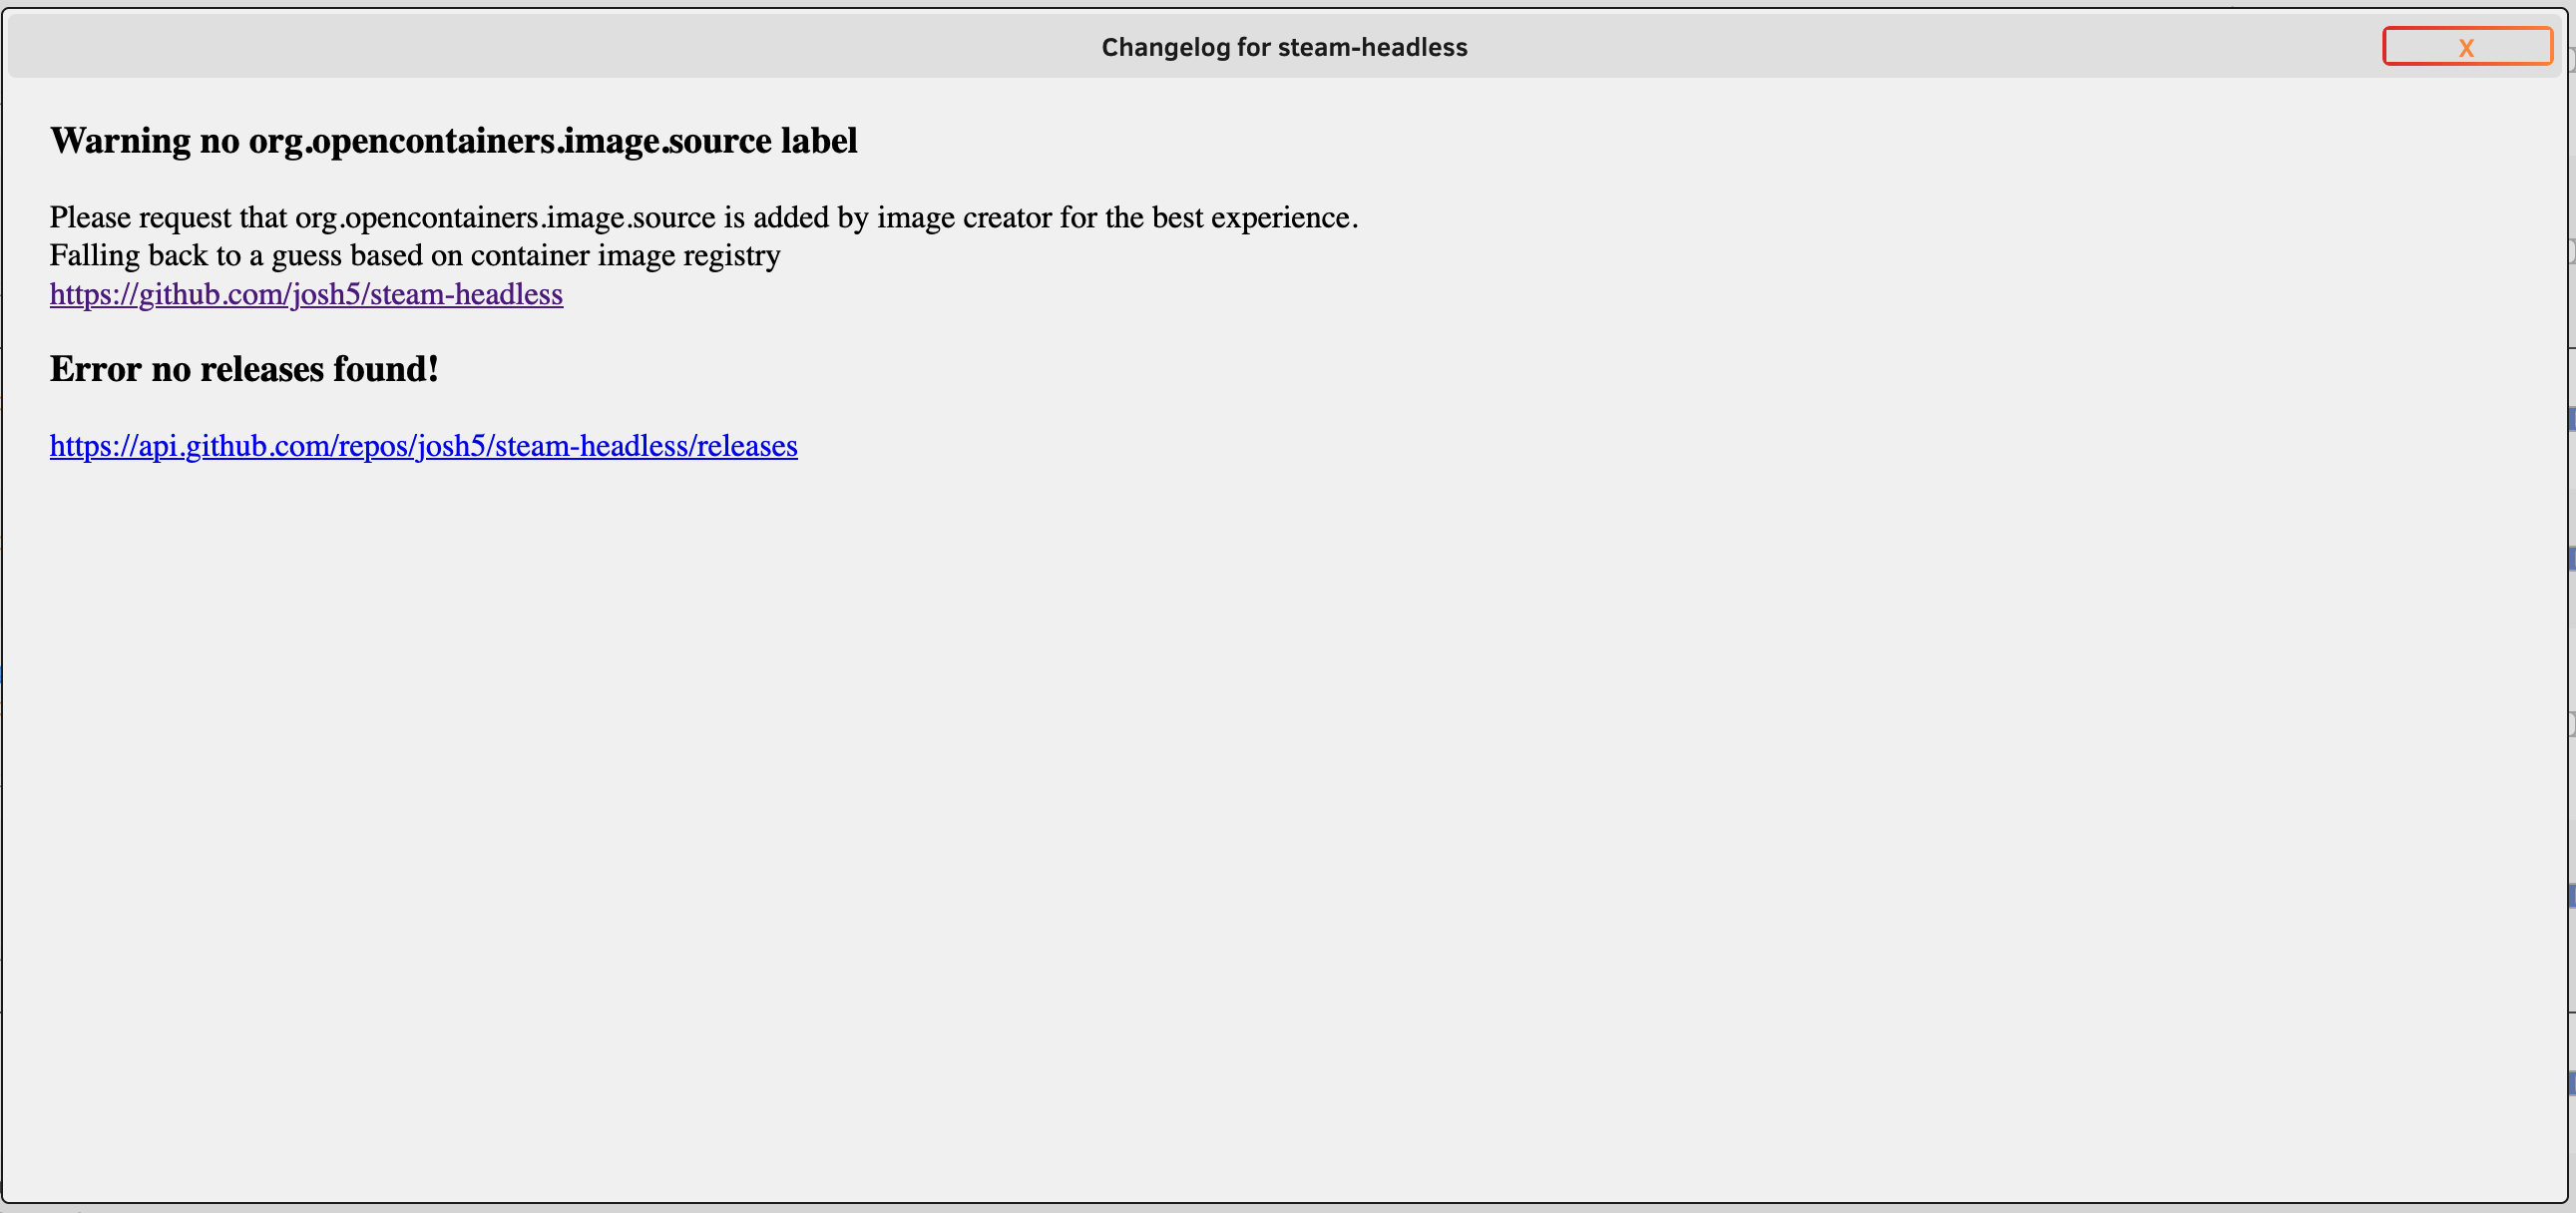 Changelog for steam-headless
X
Warning no org.opencontainers.image.source label
Please request that org.opencontainers.image.source is added by image creator for the best experience.
Falling back to a guess based on container image registry
https://github.com/josh5/steam-headless
Error no releases found!
https://api.github.com/repos/josh5/steam-headless/releases